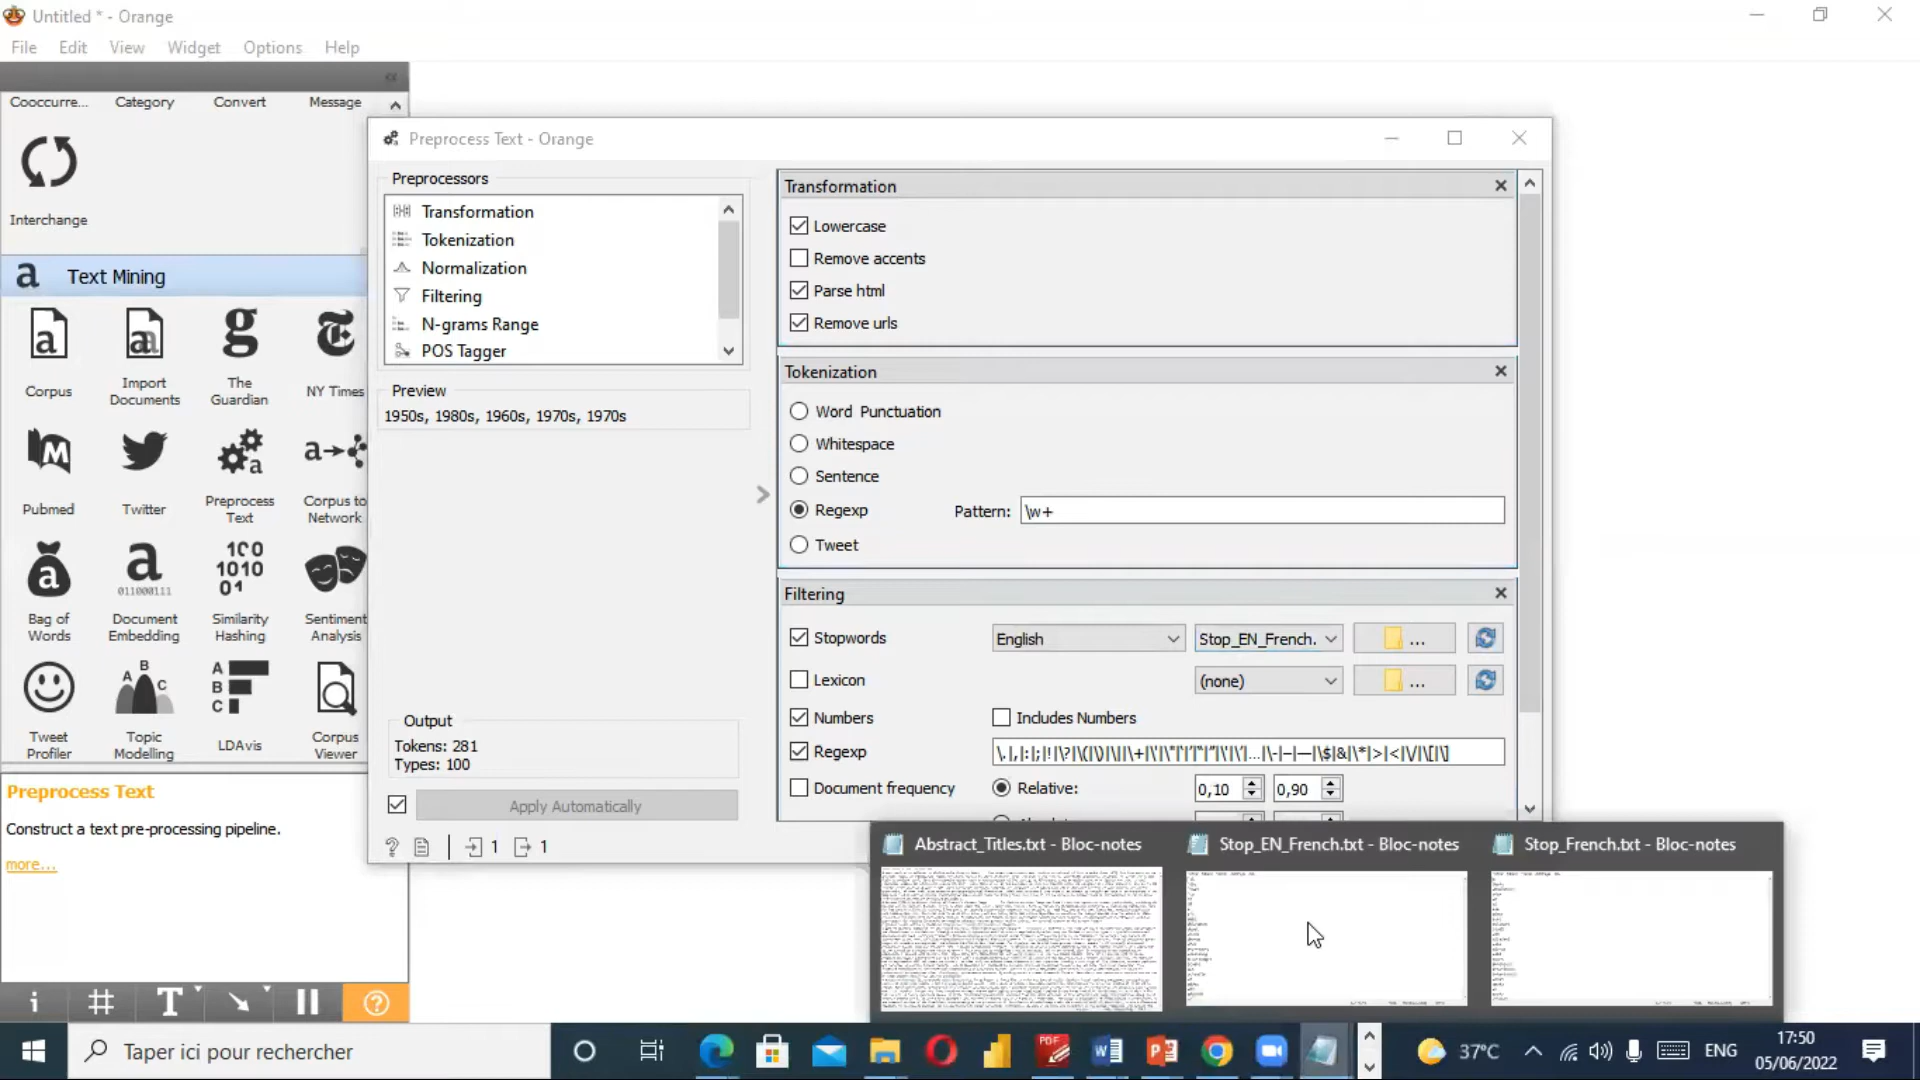 Untitled * - Orange
File Edit View Widget Options Help
Cooccurre... Category Convert Message
Interchange
Text Mining
Corpus
Import Documents
The Guardian
NY Times
Pubmed
Twitter
Preprocess Text
Corpus to Network
Bag of Words
Document Embedding
Similarity Hashing
Sentiment Analysis
Tweet Profiler
Topic Modelling
LDAvis
Corpus Viewer
Preprocess Text
Construct a text pre-processing pipeline.
more...
Preprocess Text - Orange
Preprocessors
Transformation
Tokenization
Normalization
Filtering
N-grams Range
POS Tagger
Preview
1950s, 1980s, 1960s, 1970s, 1970s
Output
Tokens: 281
Types: 100
Apply Automatically
1 1
Transformation
Lowercase
Remove accents
Parse html
Remove urls
Tokenization
Word Punctuation
Whitespace
Sentence
Regexp Pattern: \w+
Tweet
Filtering
Stopwords English Stop_EN_French. ...
Lexicon (none) ...
Numbers Includes Numbers
Regexp
Document frequency Relative: 0,10 0,90
Abstract_Titles.txt - Bloc-notes
Stop_EN_French.txt - Bloc-notes
Stop_French.txt - Bloc-notes
Taper ici pour rechercher
37°C
ENG
17:50
05/06/2022